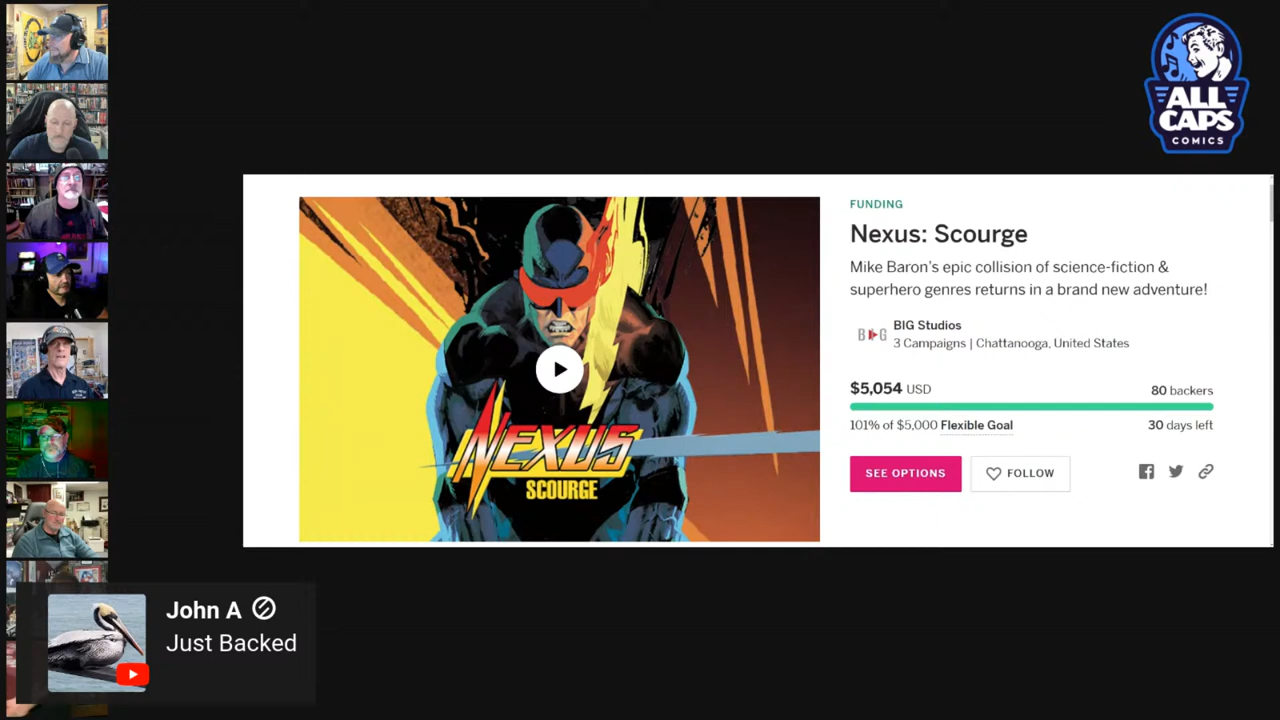 ALL
CAPS
COMICS
FUNDING
Nexus: Scourge
Mike Baron's epic collision of science-fiction &
superhero genres returns in a brand new adventure!
BIG
BIG Studios
3 Campaigns | Chattanooga, United States
$5,054 USD
80 backers
101% of $5,000 Flexible Goal
30 days left
SEE OPTIONS
FOLLOW
NEXUS
SCOURGE
John A
Just Backed